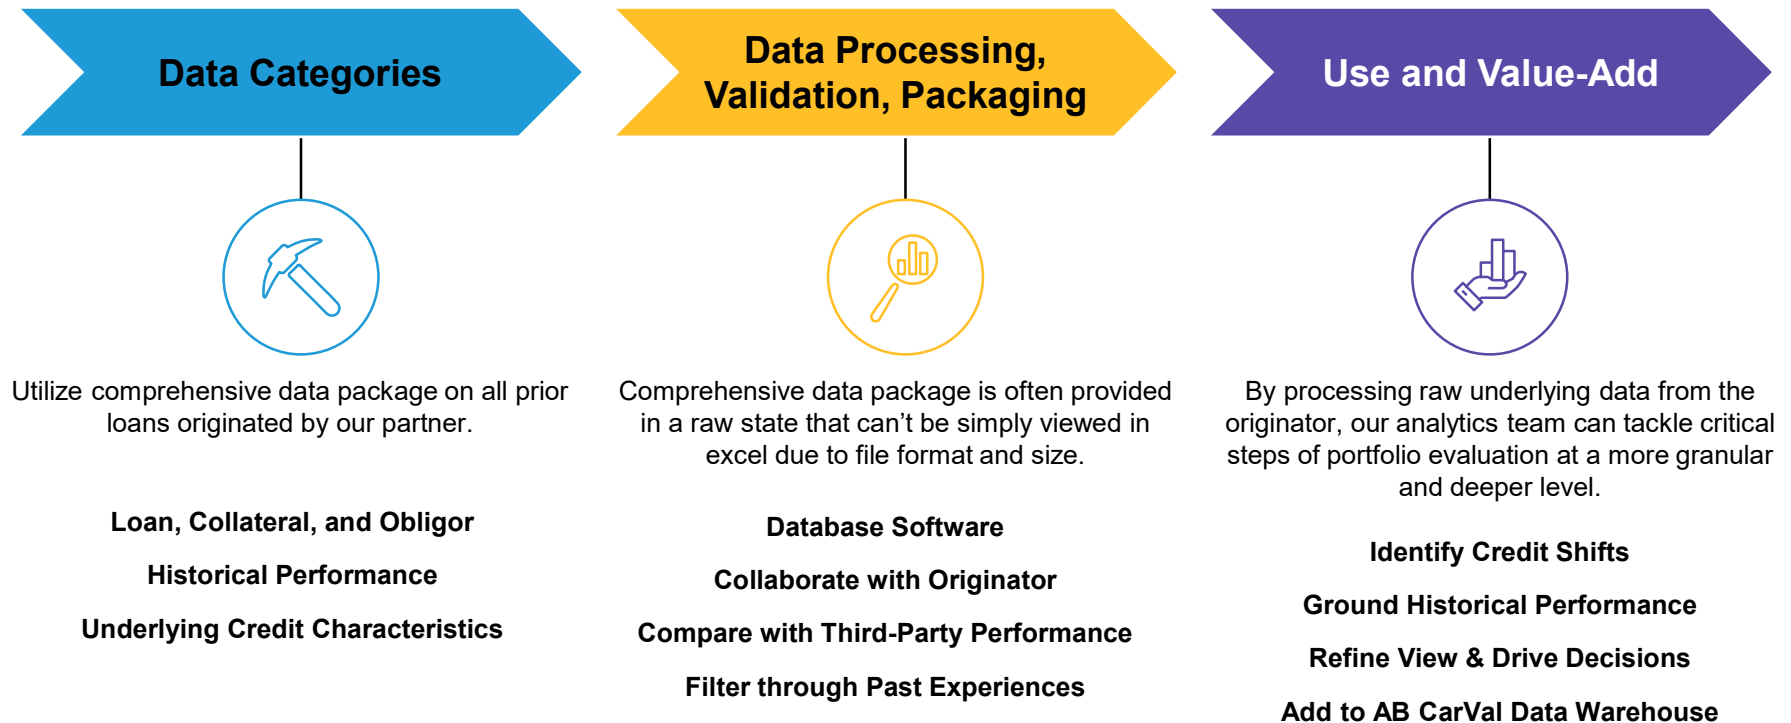 Data Categories
Utilize comprehensive data package on all prior
loans originated by our partner.
Loan, Collateral, and Obligor
Historical Performance
Underlying Credit Characteristics
Data Processing,
Validation, Packaging
Comprehensive data package is often provided
in a raw state that can’t be simply viewed in
excel due to file format and size.
Database Software
Collaborate with Originator
Compare with Third-Party Performance
Filter through Past Experiences
Use and Value-Add
By processing raw underlying data from the
originator, our analytics team can tackle critical
steps of portfolio evaluation at a more granular
and deeper level.
Identify Credit Shifts
Ground Historical Performance
Refine View & Drive Decisions
Add to AB CarVal Data Warehouse